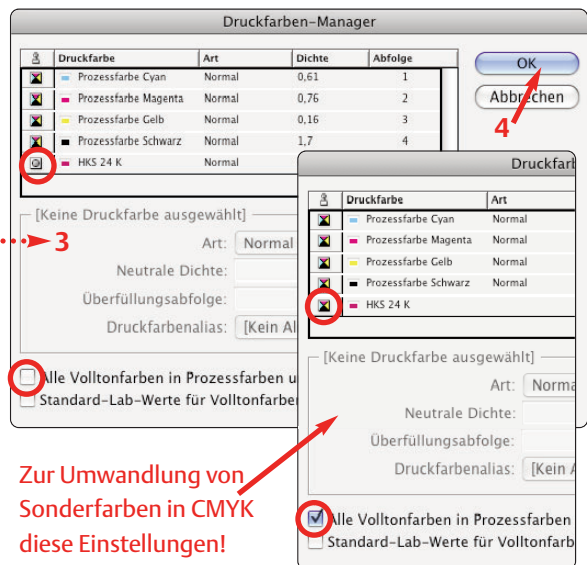 Druckfarben-Manager
Druckfarbe Art Dichte Abfolge
Prozessfarbe Cyan Normal 0,61 1
Prozessfarbe Magenta Normal 0,76 2
Prozessfarbe Gelb Normal 0,16 3
Prozessfarbe Schwarz Normal 1,7 4
HKS 24 K Normal
OK
Abbrechen
4
[Keine Druckfarbe ausgewählt]
3
Art: Normal
Neutrale Dichte:
Überfüllungsabfolge:
Druckfarbenalias: [Kein Al
Alle Volltonfarben in Prozessfarben u
Standard-Lab-Werte für Volltonfarbe
Druckfarb
Druckfarbe Art
Prozessfarbe Cyan Normal
Prozessfarbe Magenta Normal
Prozessfarbe Gelb Normal
Prozessfarbe Schwarz Normal
HKS 24 K Normal
[Keine Druckfarbe ausgewählt]
Art: Norma
Neutrale Dichte:
Überfüllungsabfolge:
Druckfarbenalias: [Kein
Alle Volltonfarben in Prozessfarben
Standard-Lab-Werte für Volltonfarb
Zur Umwandlung von
Sonderfarben in CMYK
diese Einstellungen!